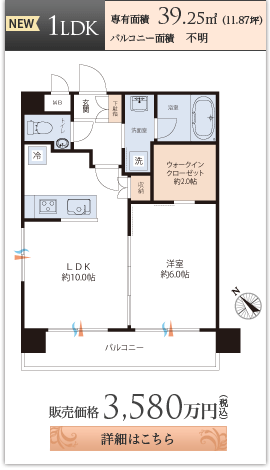 NEW
1LDK
専有面積 39.25㎡ (11.87坪)
バルコニー面積 不明
M.B
玄関
下足箱
浴室
トイレ
洗面室
冷
洗
ウォークイン
クローゼット
約2.0帖
収納
LDK
約10.0帖
洋室
約6.0帖
N
バルコニー
販売価格 3,580万円(税込)
詳細はこちら